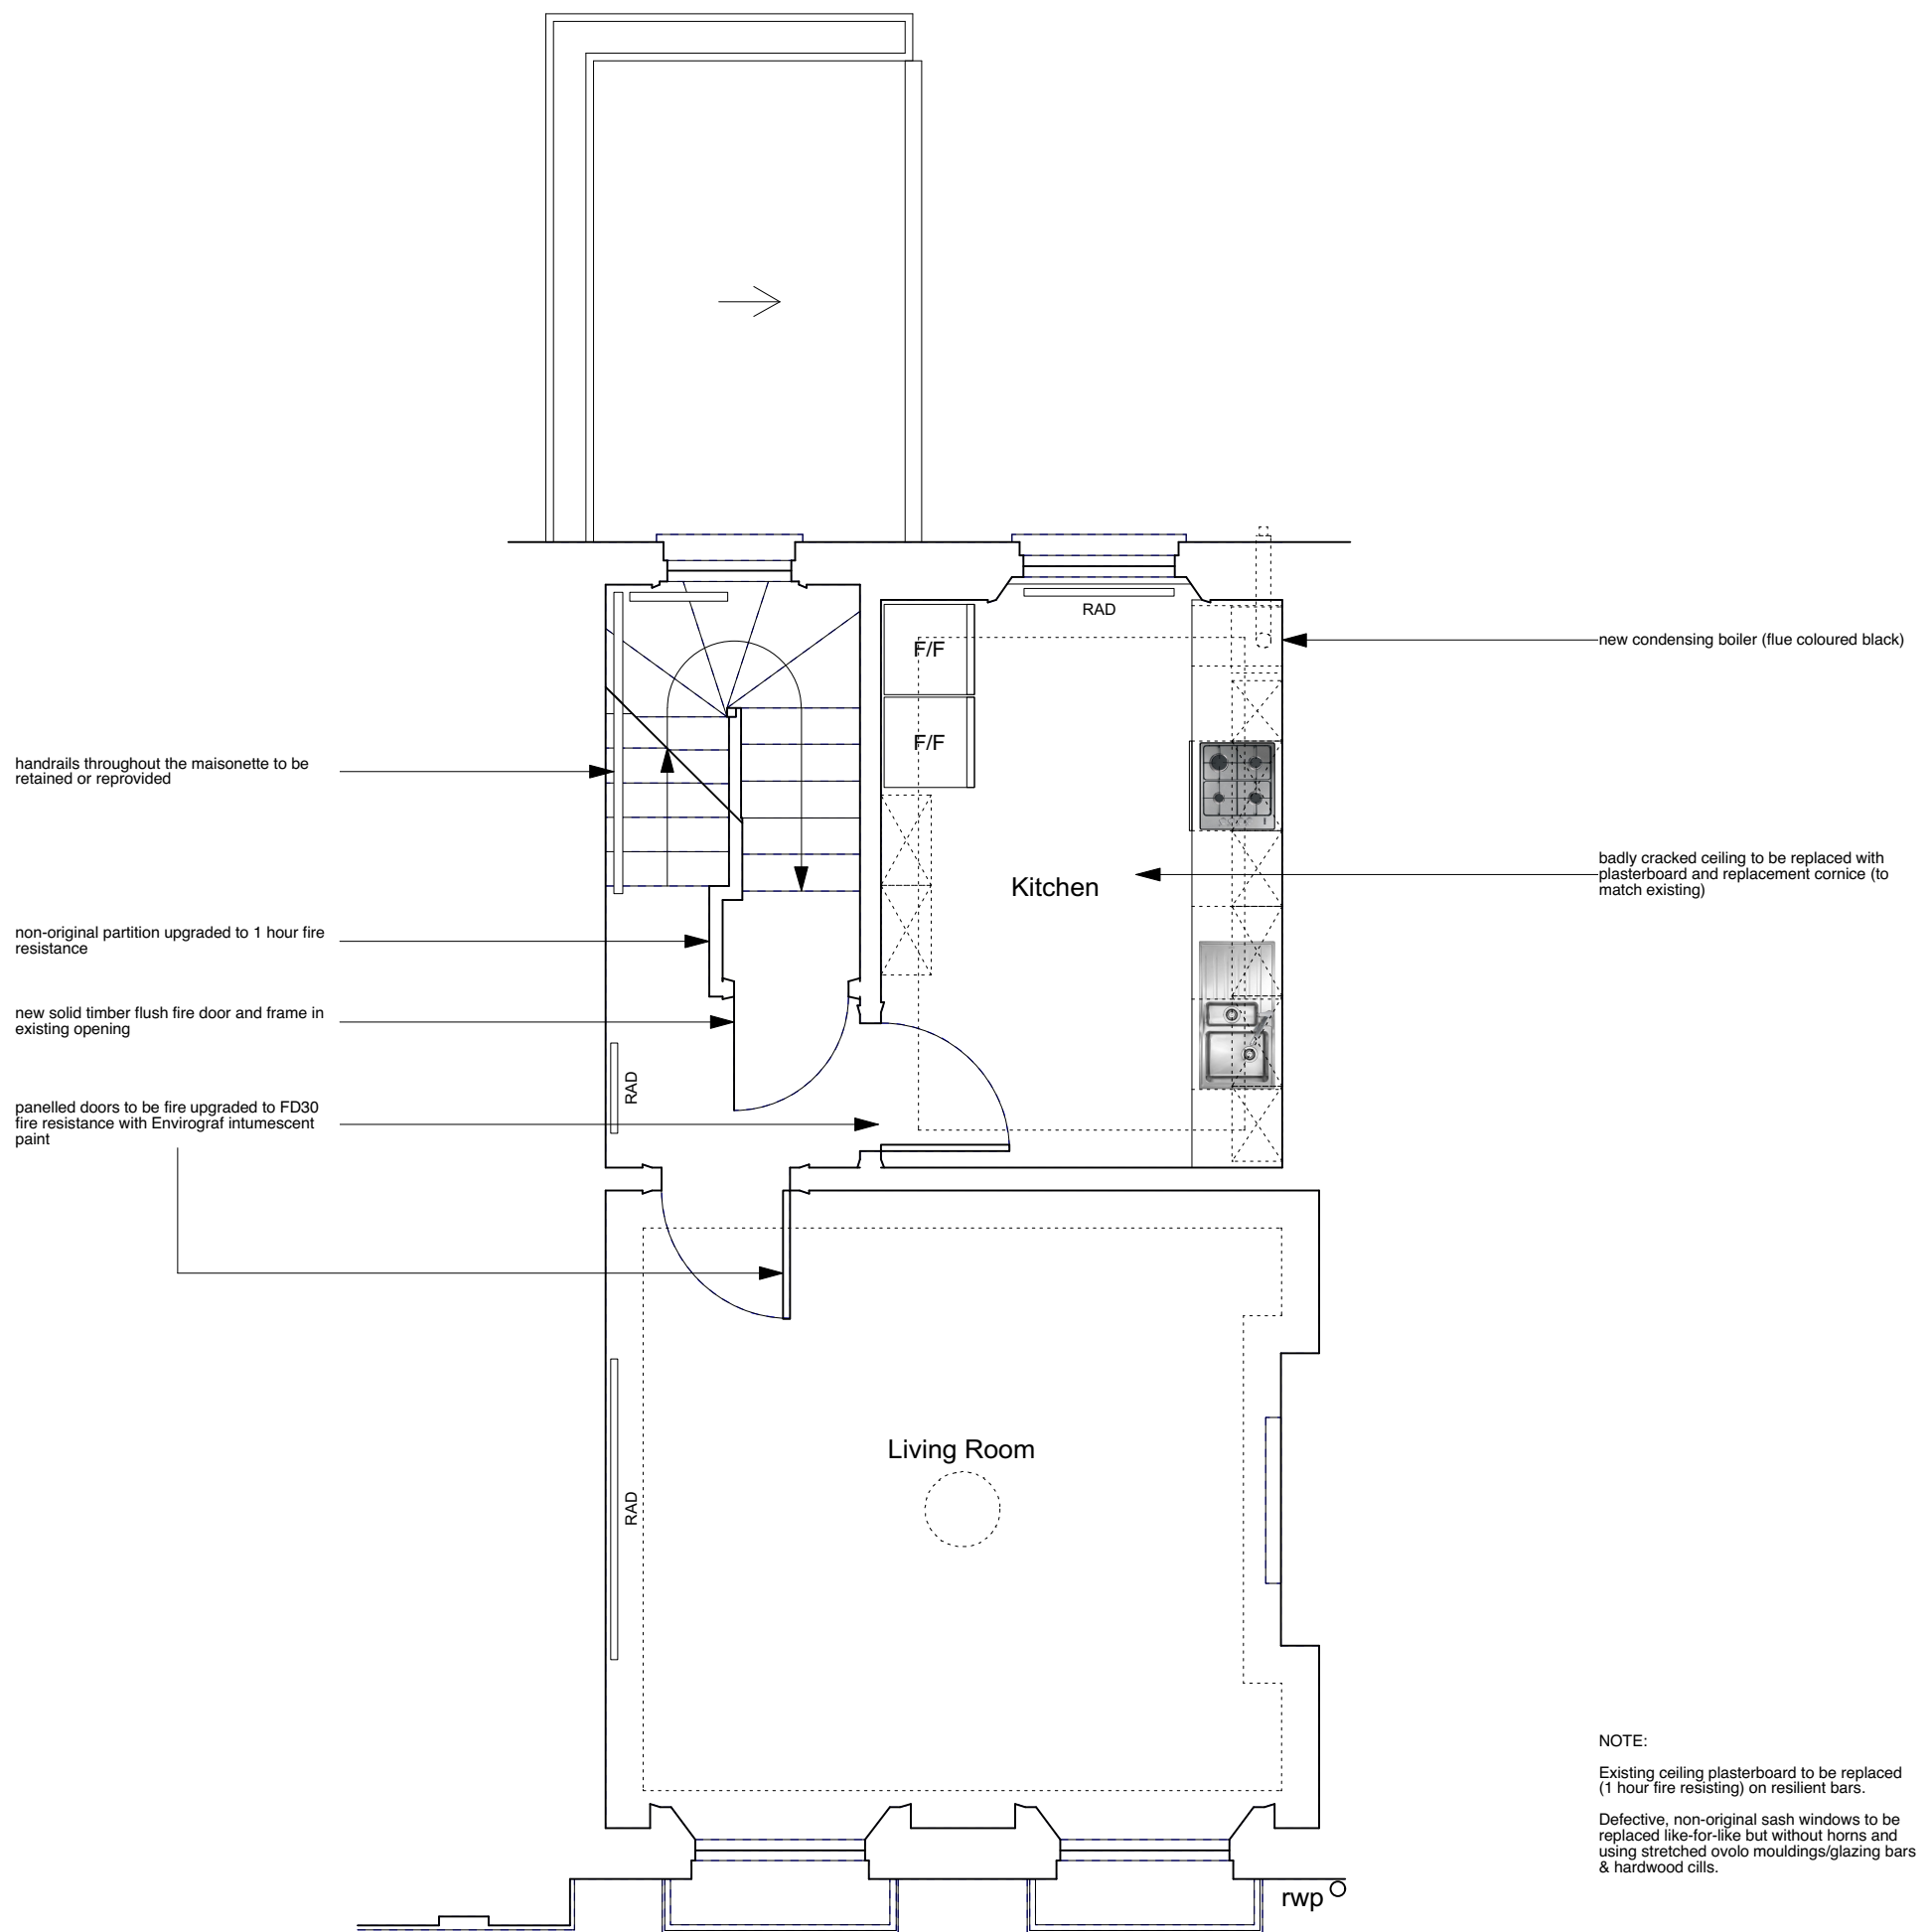 RAD
new condensing boiler (flue coloured black)
F/F
F/F
handrails throughout the maisonette to be
retained or reprovided
badly cracked ceiling to be replaced with
plasterboard and replacement cornice (to
match existing)
Kitchen
non-original partition upgraded to 1 hour fire
resistance
new solid timber flush fire door and frame in
existing opening
RAD
panelled doors to be fire upgraded to FD30
fire resistance with Envirograf intumescent
paint
Living Room
RAD
NOTE:
Existing ceiling plasterboard to be replaced
(1 hour fire resisting) on resilient bars.
Defective, non-original sash windows to be
replaced like-for-like but without horns and
using stretched ovolo mouldings/glazing bars
& hardwood cills.
rwp